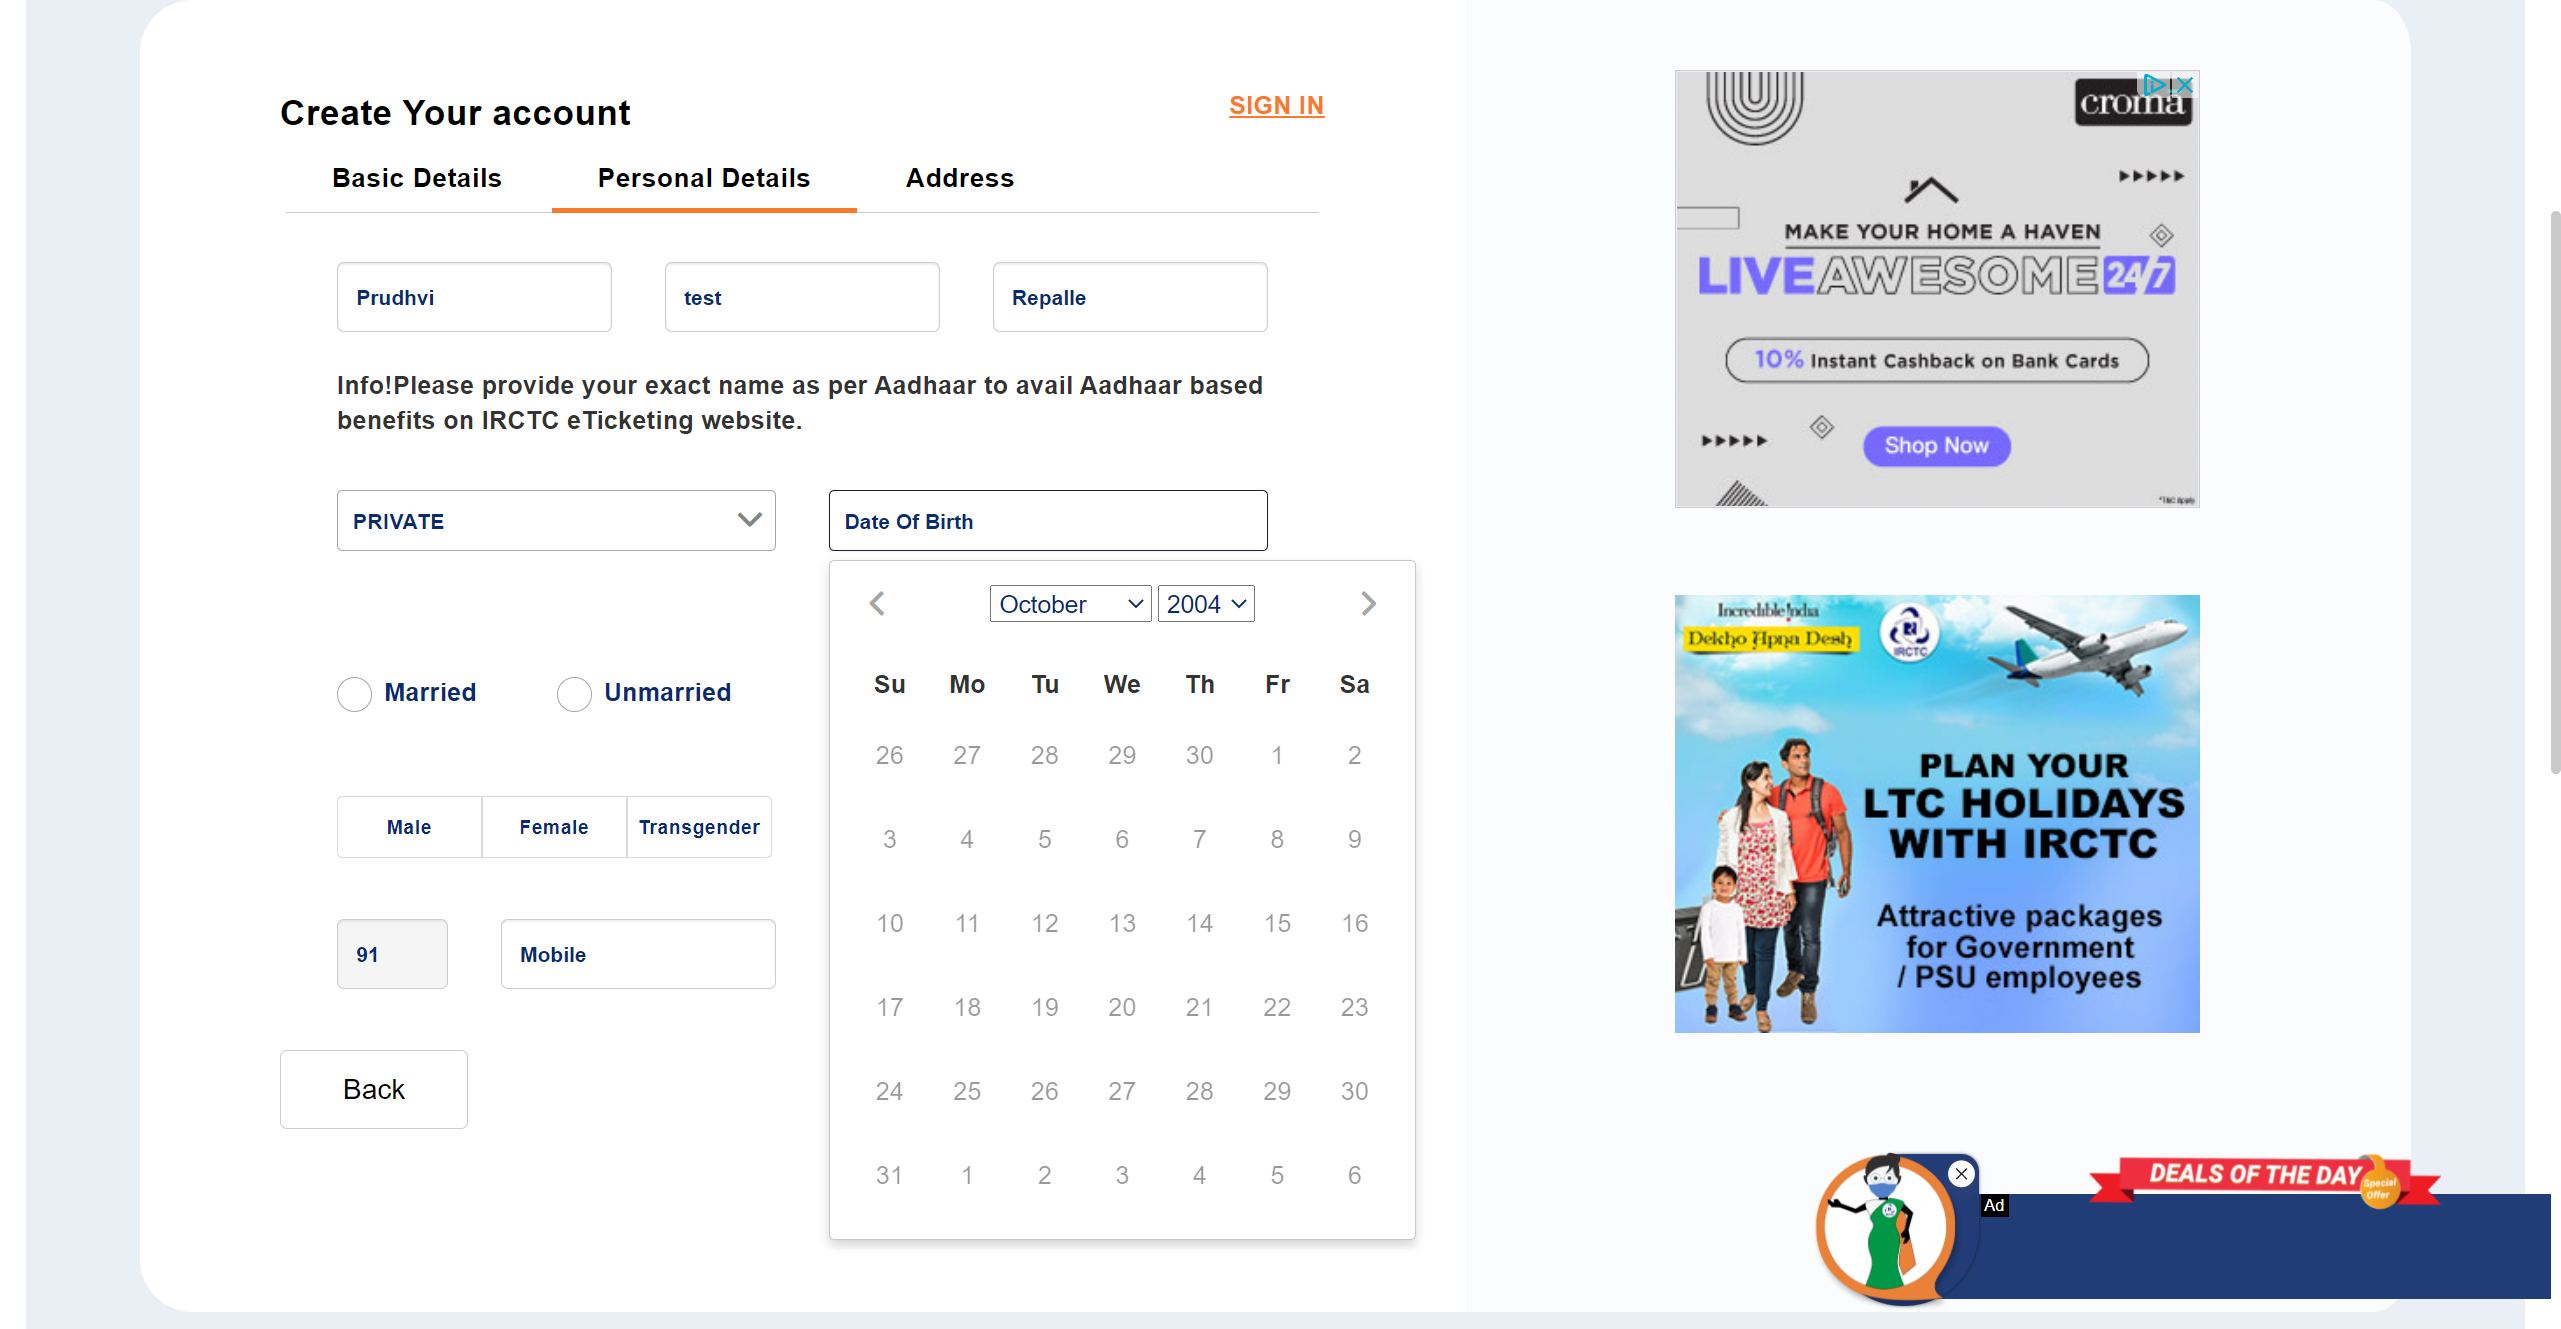 Create Your account
SIGN IN
Basic Details Personal Details Address
Prudhvi test Repalle
Info!Please provide your exact name as per Aadhaar to avail Aadhaar based
benefits on IRCTC eTicketing website.
PRIVATE Date Of Birth
October 2004
Su Mo Tu We Th Fr Sa
26 27 28 29 30 1 2
3 4 5 6 7 8 9
10 11 12 13 14 15 16
17 18 19 20 21 22 23
24 25 26 27 28 29 30
31 1 2 3 4 5 6
Married Unmarried
Male Female Transgender
91 Mobile
Back
croma
MAKE YOUR HOME A HAVEN
LIVEAWESOME24/7
10% Instant Cashback on Bank Cards
Shop Now
*T&C Apply
Incredible !ndia
Dekho Apna Desh
IRCTC
PLAN YOUR
LTC HOLIDAYS
WITH IRCTC
Attractive packages
for Government
/ PSU employees
DEALS OF THE DAY
Special
Offer
Ad